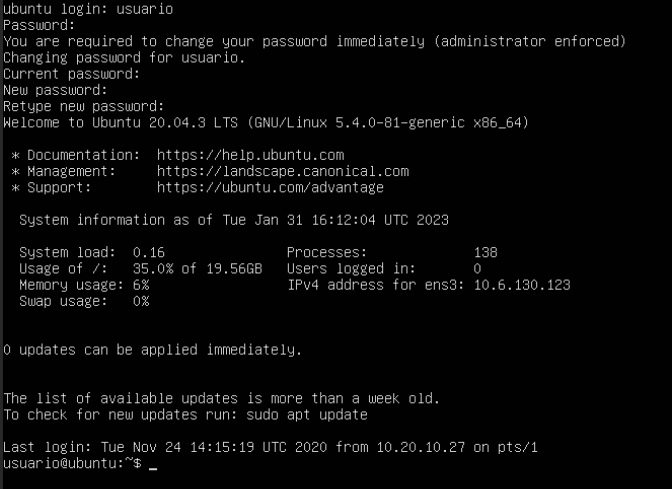 ubuntu login: usuario
Password:
You are required to change your password immediately (administrator enforced)
Changing password for usuario.
Current password:
New password:
Retype new password:
Welcome to Ubuntu 20.04.3 LTS (GNU/Linux 5.4.0-81-generic x86_64)

 * Documentation:  https://help.ubuntu.com
 * Management:     https://landscape.canonical.com
 * Support:        https://ubuntu.com/advantage

  System information as of Tue Jan 31 16:12:04 UTC 2023

  System load:  0.16               Processes:             138
  Usage of /:   35.0% of 19.56GB   Users logged in:       0
  Memory usage: 6%                 IPv4 address for ens3: 10.6.130.123
  Swap usage:   0%

0 updates can be applied immediately.

The list of available updates is more than a week old.
To check for new updates run: sudo apt update

Last login: Tue Nov 24 14:15:19 UTC 2020 from 10.20.10.27 on pts/1
usuario@ubuntu:~$ _